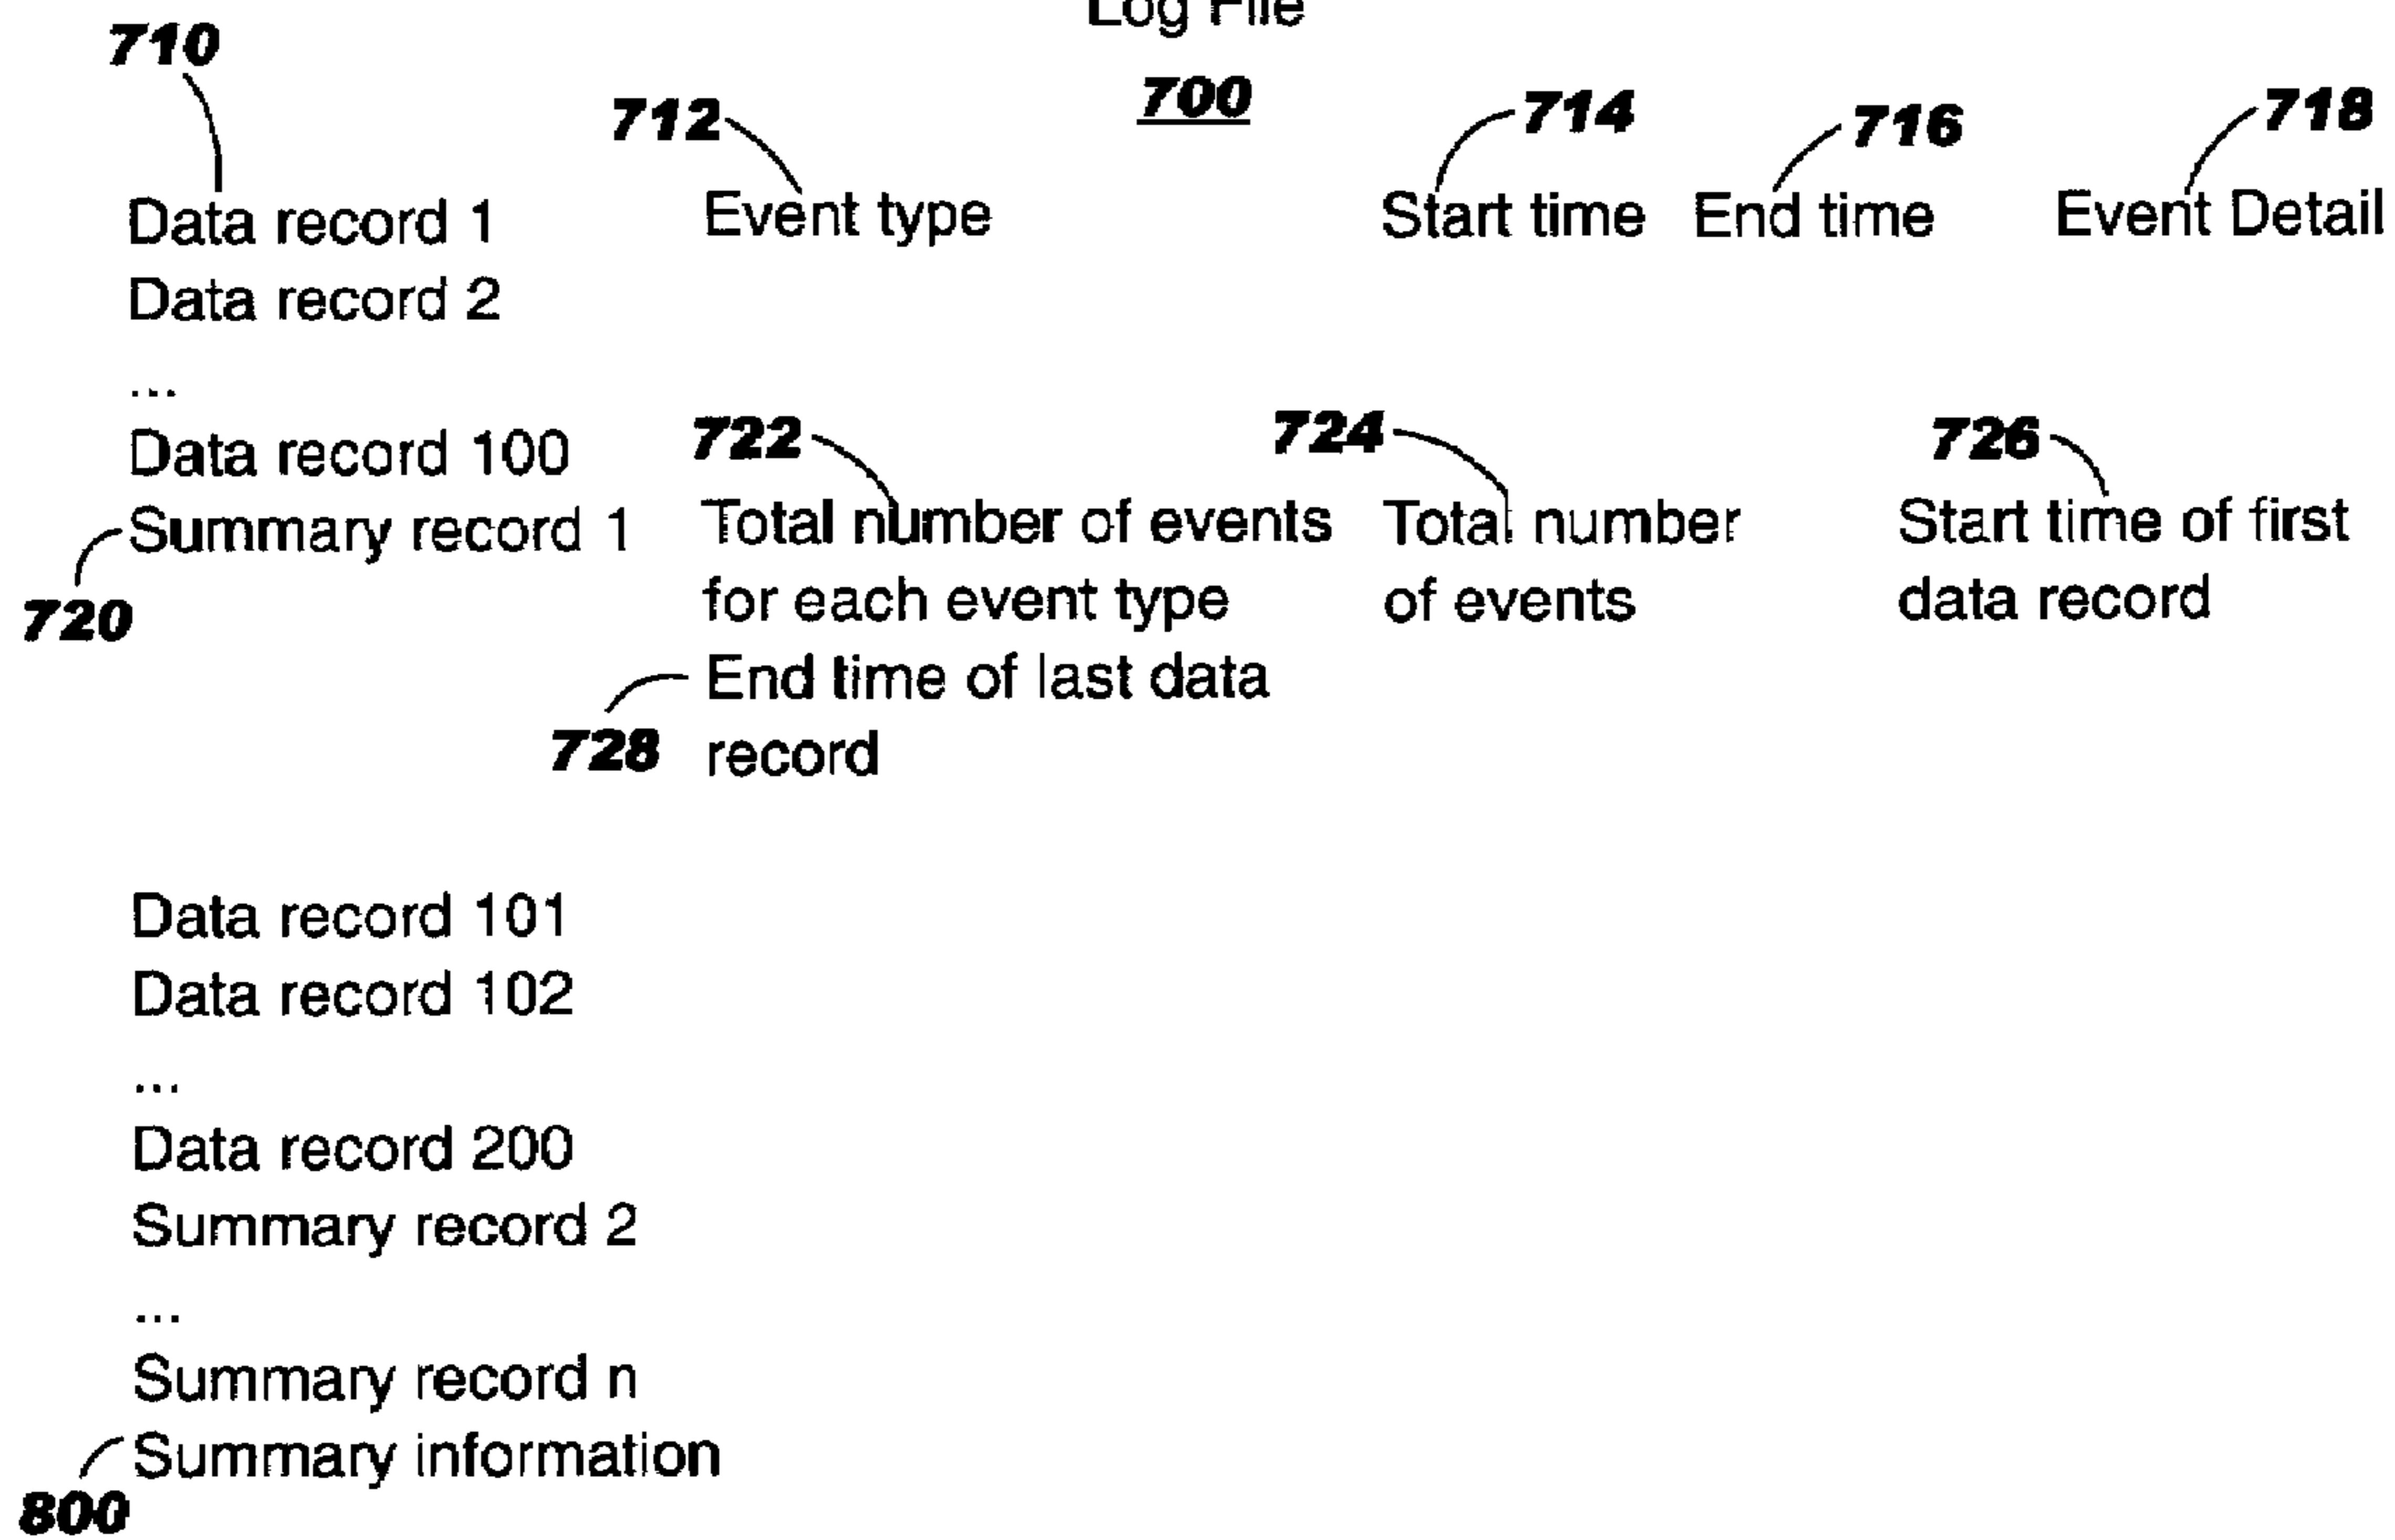 Log File
710
700
712
714
716
718
Data record 1 Event type Start time End time Event Detail
Data record 2
...
722 724 726
Data record 100
Summary record 1 Total number of events Total number Start time of first
720 for each event type of events data record
End time of last data
728 record
Data record 101
Data record 102
...
Data record 200
Summary record 2
...
Summary record n
Summary information
800